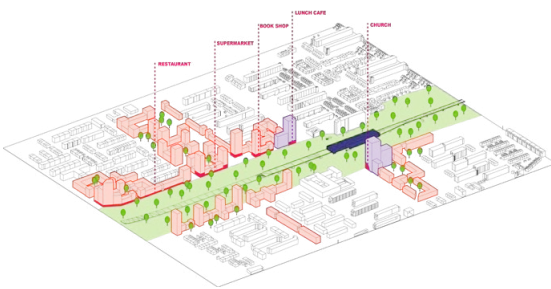 LUNCH CAFE
BOOK SHOP
CHURCH
SUPERMARKET
RESTAURANT